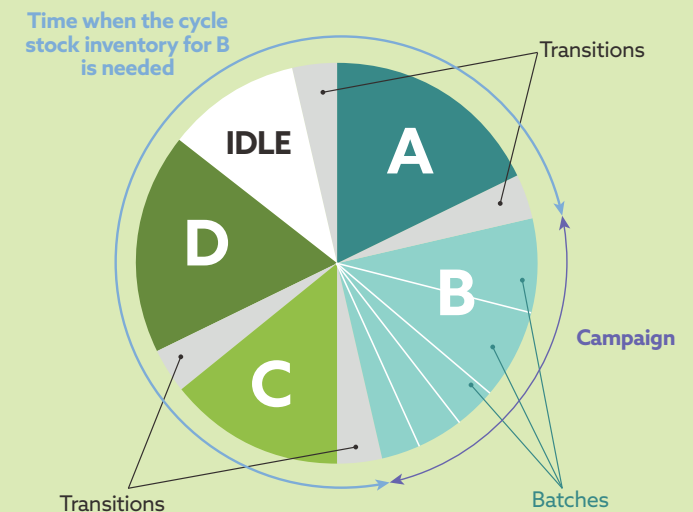 Time when the cycle
stock inventory for B
is needed
Transitions
IDLE
A
D
B
Campaign
C
Transitions
Batches